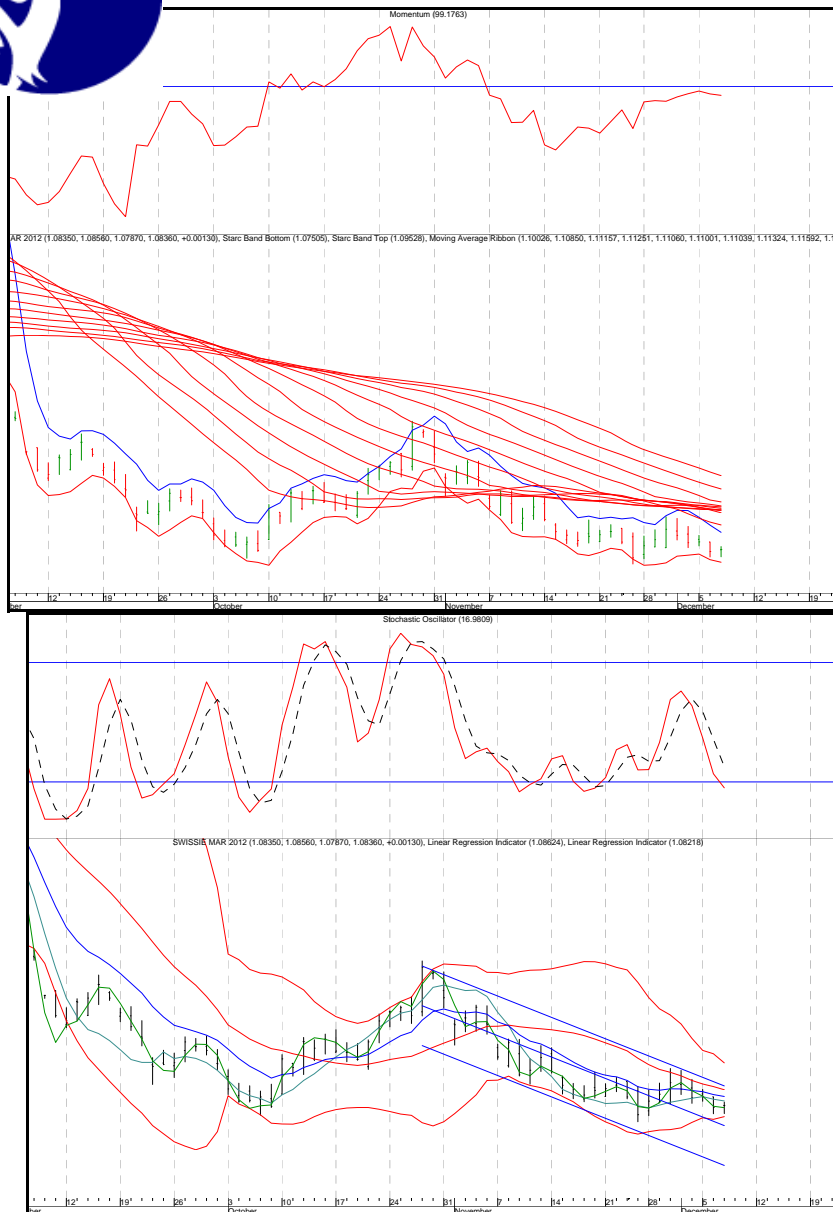 Momentum (99.1763)
AR 2012 (1.08350, 1.08560, 1.07870, 1.08360, +0.00130), Starc Band Bottom (1.07505), Starc Band Top (1.09528), Moving Average Ribbon (1.10026, 1.10850, 1.11157, 1.11251, 1.11060, 1.11001, 1.11039, 1.11324, 1.11592, 1.1
12 19 26 3 10 17 24 31 7 14 21 28 5 12 19
ber October November December
Stochastic Oscillator (16.9809)
SWISSIE MAR 2012 (1.08350, 1.08560, 1.07870, 1.08360, +0.00130), Linear Regression Indicator (1.08624), Linear Regression Indicator (1.08218)
12 19 26 3 10 17 24 31 7 14 21 28 5 12 19
ber October November December